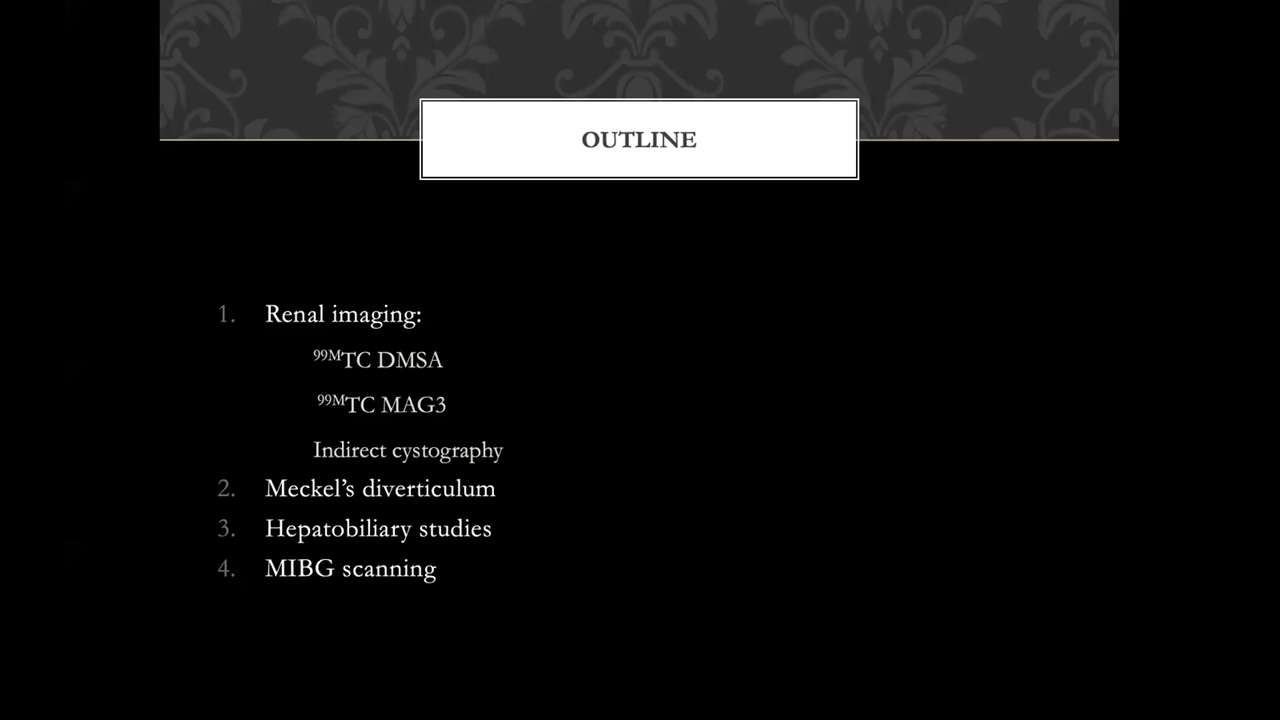 OUTLINE
1. Renal imaging:
99MTC DMSA
99MTC MAG3
Indirect cystography
2. Meckel’s diverticulum
3. Hepatobiliary studies
4. MIBG scanning